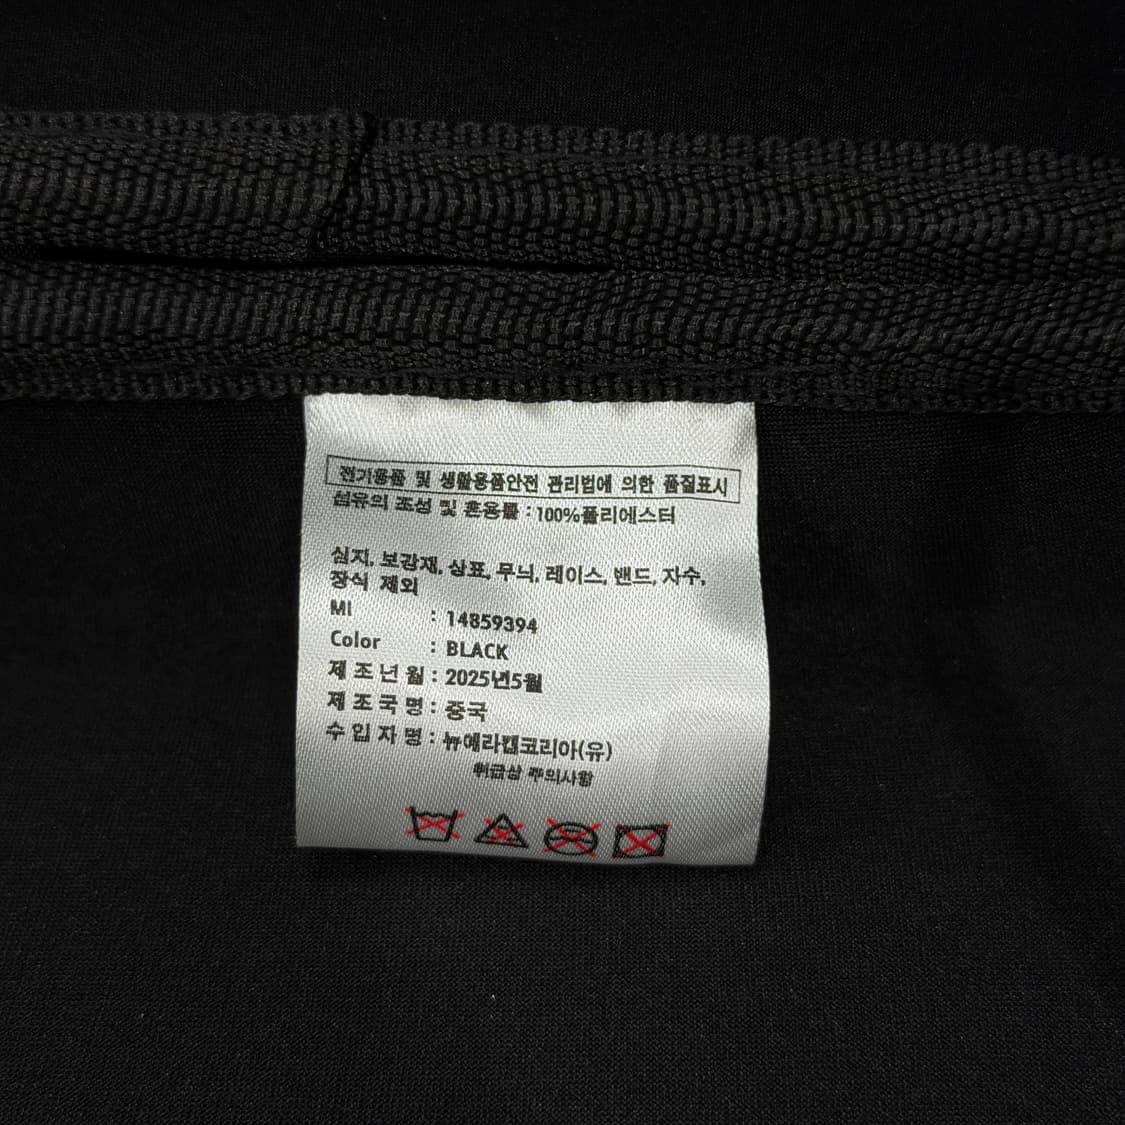 전기용품 및 생활용품안전 관리법에 의한 품질표시
섬유의 조성 및 혼용률 : 100%폴리에스터
심지, 보강재, 상표, 무늬, 레이스, 밴드, 자수,
장식 제외
MI : 14859394
Color : BLACK
제 조 년 월 : 2025년5월
제 조 국 명 : 중국
수 입 자 명 : 뉴에라캡코리아(유)
취급상 주의사항